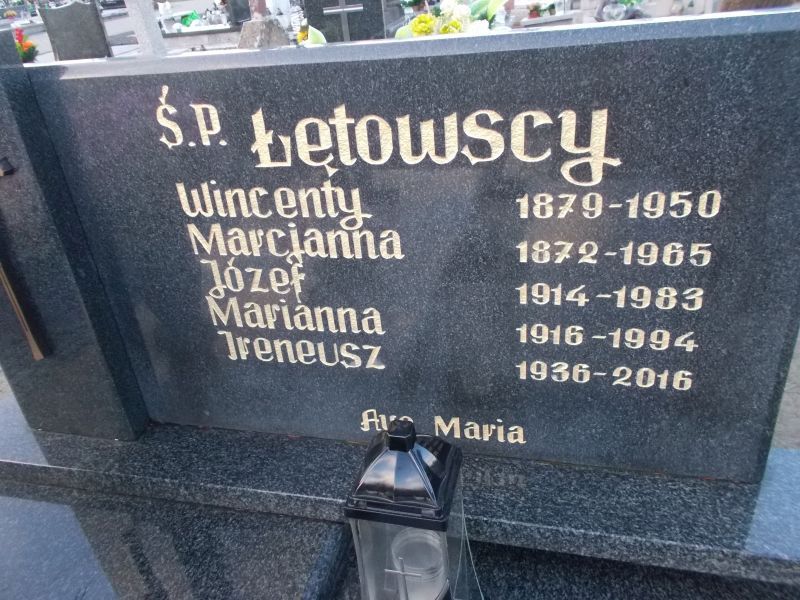 Ś.P. Łętowscy
Wincenty 1879-1950
Marcjanna 1872-1965
Józef 1914-1983
Marianna 1916-1994
Ireneusz 1936-2016
Ave Maria